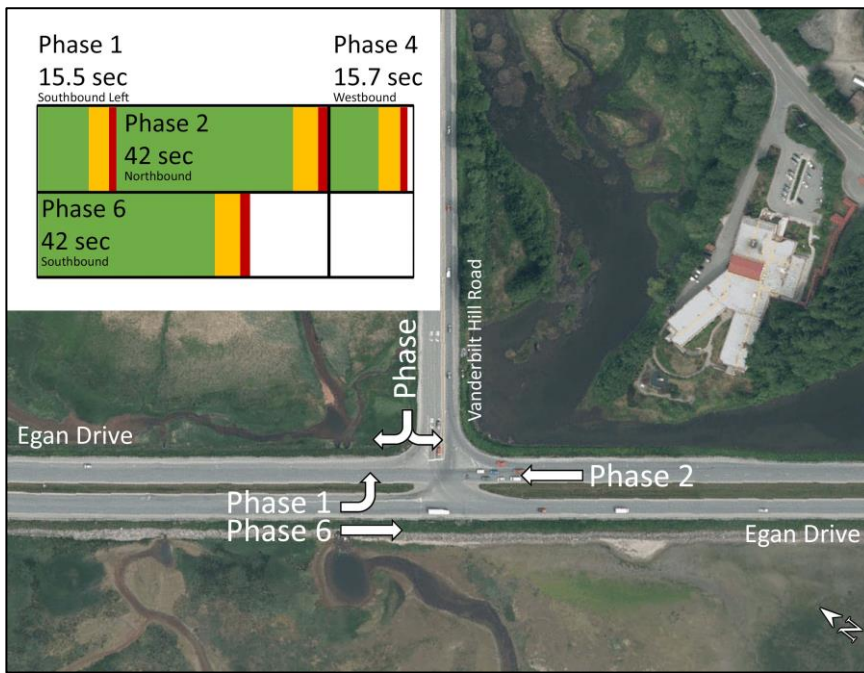 Phase 1
15.5 sec
Southbound Left
Phase 4
15.7 sec
Westbound
Phase 2
42 sec
Northbound
Phase 6
42 sec
Southbound
Phase
Vanderbilt Hill Road
Egan Drive
Phase 2
Phase 1
Phase 6
Egan Drive
N